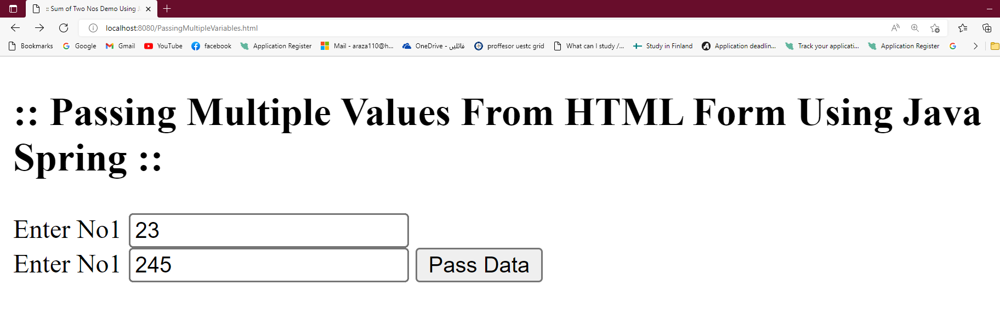 :: Sum of Two Nos Demo Using J
localhost:8080/PassingMultipleVariables.html
Bookmarks Google Gmail YouTube facebook Application Register Mail - araza110@h... OneDrive - فائلیں proffesor uestc grid What can I study /... Study in Finland Application deadlin... Track your applicati... Application Register
:: Passing Multiple Values From HTML Form Using Java
Spring ::
Enter No1 23
Enter No1 245 Pass Data